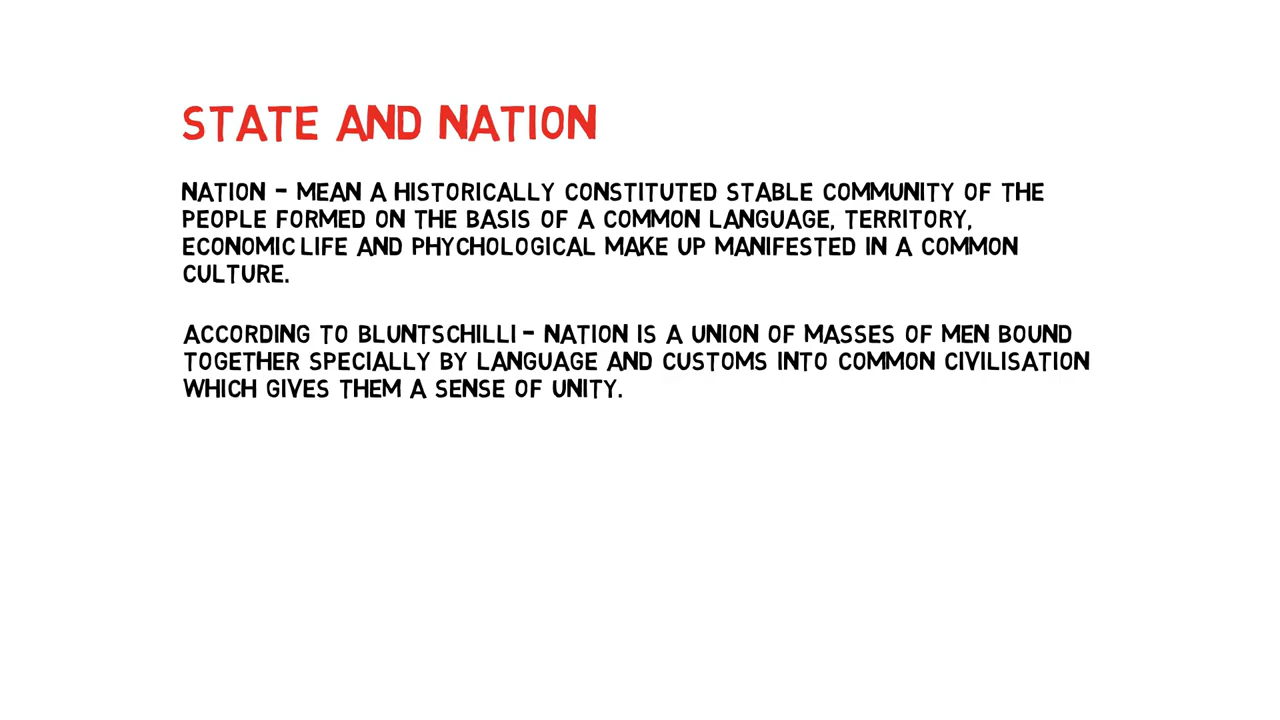 STATE AND NATION
NATION - MEAN A HISTORICALLY CONSTITUTED STABLE COMMUNITY OF THE
PEOPLE FORMED ON THE BASIS OF A COMMON LANGUAGE, TERRITORY,
ECONOMIC LIFE AND PHYCHOLOGICAL MAKE UP MANIFESTED IN A COMMON
CULTURE.
ACCORDING TO BLUNTSCHILLI - NATION IS A UNION OF MASSES OF MEN BOUND
TOGETHER SPECIALLY BY LANGUAGE AND CUSTOMS INTO COMMON CIVILISATION
WHICH GIVES THEM A SENSE OF UNITY.